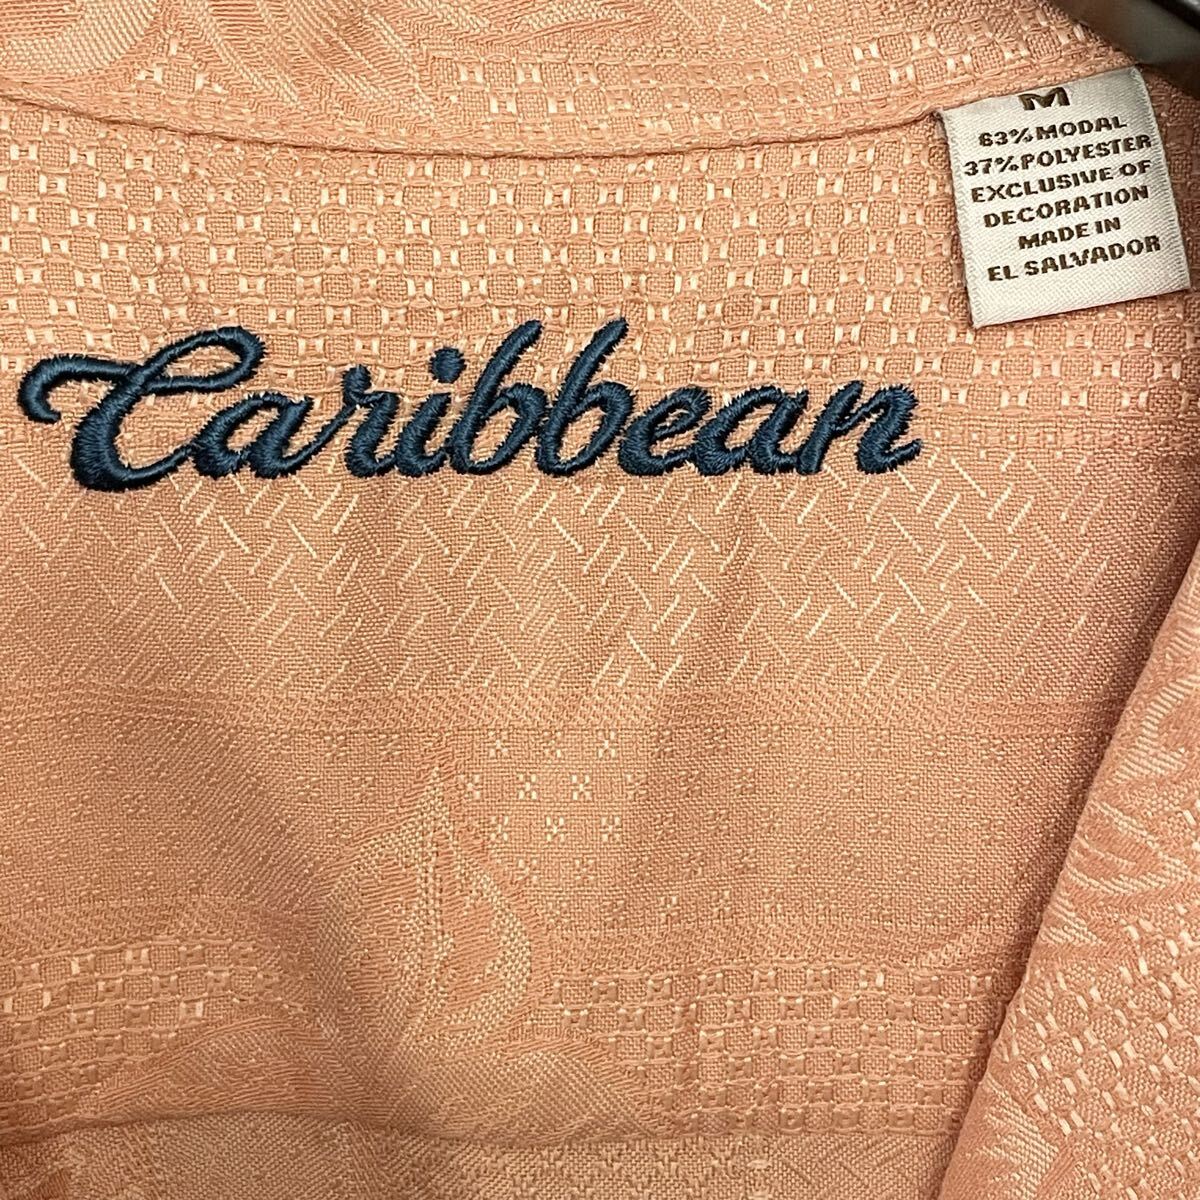 M
63% MODAL
37% POLYESTER
EXCLUSIVE OF
DECORATION
MADE IN
EL SALVADOR
Caribbean